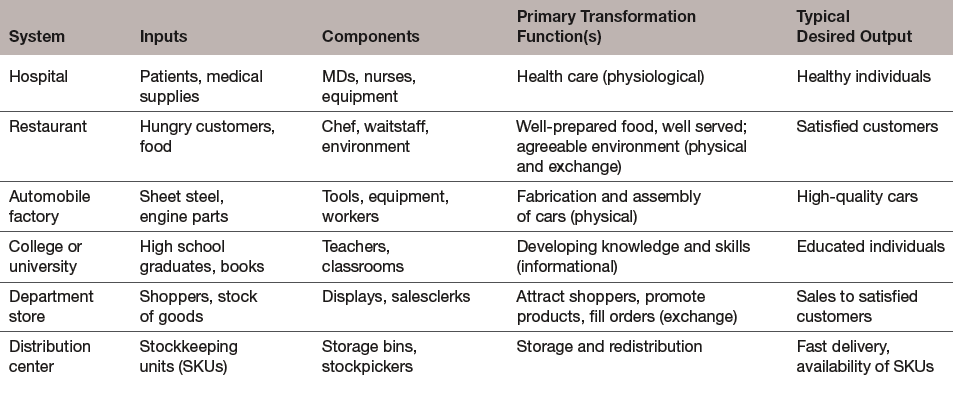 System Inputs Components Primary Transformation Function(s) Typical Desired Output
Hospital Patients, medical supplies MDs, nurses, equipment Health care (physiological) Healthy individuals
Restaurant Hungry customers, food Chef, waitstaff, environment Well-prepared food, well served; agreeable environment (physical and exchange) Satisfied customers
Automobile factory Sheet steel, engine parts Tools, equipment, workers Fabrication and assembly of cars (physical) High-quality cars
College or university High school graduates, books Teachers, classrooms Developing knowledge and skills (informational) Educated individuals
Department store Shoppers, stock of goods Displays, salesclerks Attract shoppers, promote products, fill orders (exchange) Sales to satisfied customers
Distribution center Stockkeeping units (SKUs) Storage bins, stockpickers Storage and redistribution Fast delivery, availability of SKUs